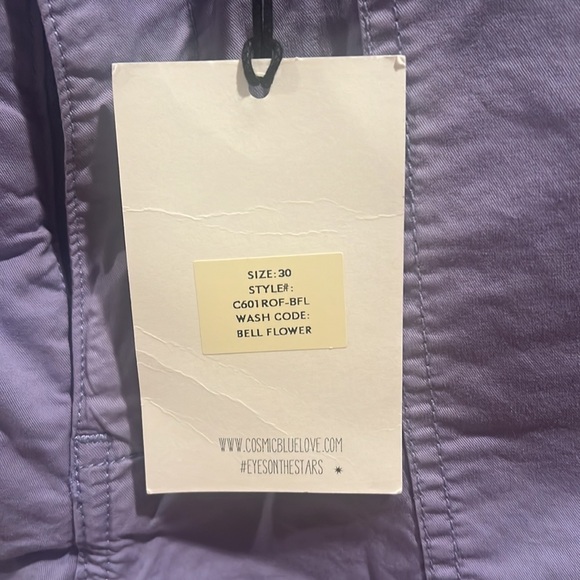 SIZE:30
STYLE#:
C601ROF-BFL
WASH CODE:
BELL FLOWER
WWW.COSMICBLUELOVE.COM
#EYESONTHESTARS